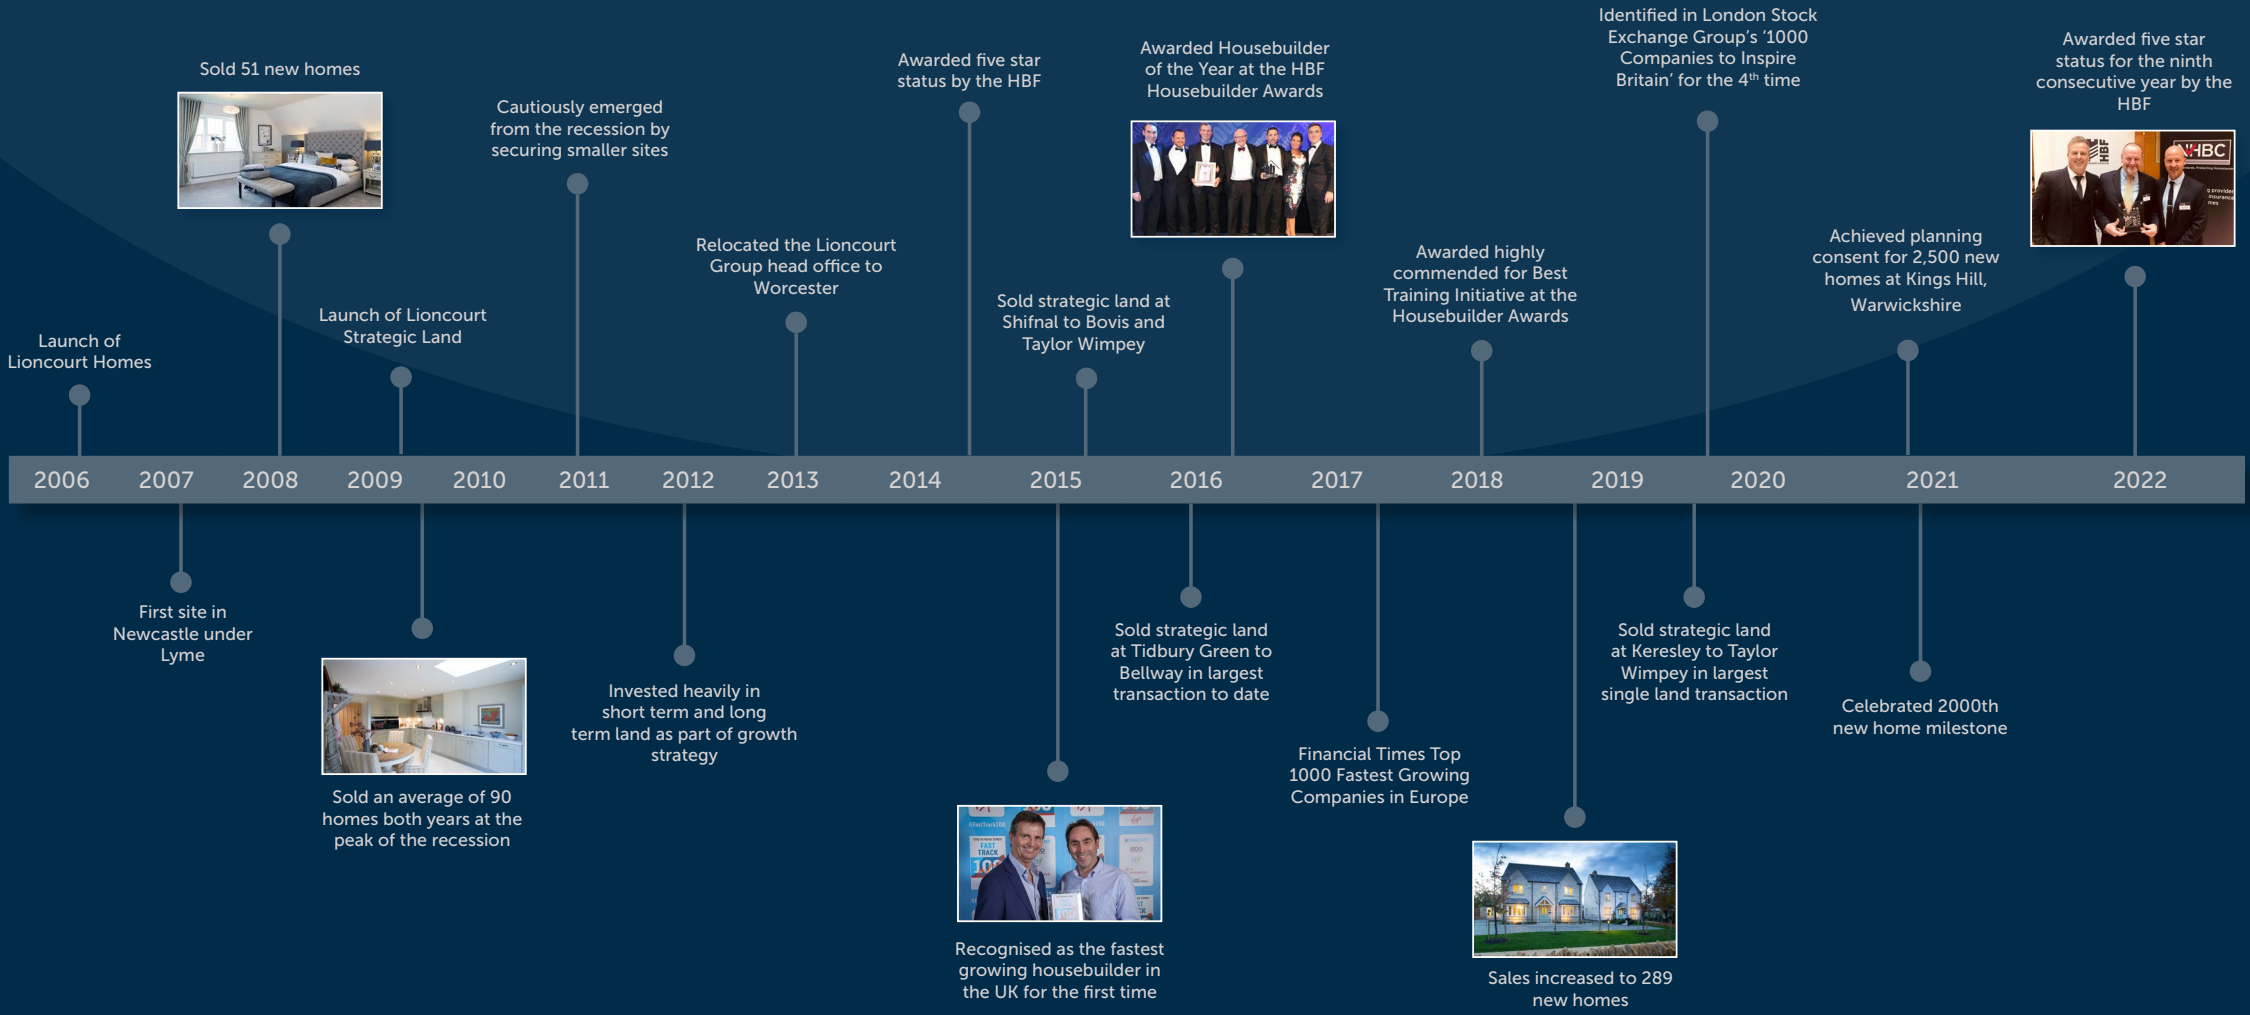 Launch of
Lioncourt Homes
Sold 51 new homes
Launch of Lioncourt
Strategic Land
Cautiously emerged
from the recession by
securing smaller sites
Relocated the Lioncourt
Group head office to
Worcester
Awarded five star
status by the HBF
Sold strategic land at
Shifnal to Bovis and
Taylor Wimpey
Awarded Housebuilder
of the Year at the HBF
Housebuilder Awards
Awarded highly
commended for Best
Training Initiative at the
Housebuilder Awards
Identified in London Stock
Exchange Group's '1000
Companies to Inspire
Britain' for the 4th time
Achieved planning
consent for 2,500 new
homes at Kings Hill,
Warwickshire
Awarded five star
status for the ninth
consecutive year by the
HBF
HBF
NHBC
2006 2007 2008 2009 2010 2011 2012 2013 2014 2015 2016 2017 2018 2019 2020 2021 2022
First site in
Newcastle under
Lyme
Sold an average of 90
homes both years at the
peak of the recession
Invested heavily in
short term and long
term land as part of growth
strategy
FAST
TRACK
Recognised as the fastest
growing housebuilder in
the UK for the first time
Sold strategic land
at Tidbury Green to
Bellway in largest
transaction to date
Financial Times Top
1000 Fastest Growing
Companies in Europe
Sales increased to 289
new homes
Sold strategic land
at Keresley to Taylor
Wimpey in largest
single land transaction
Celebrated 2000th
new home milestone